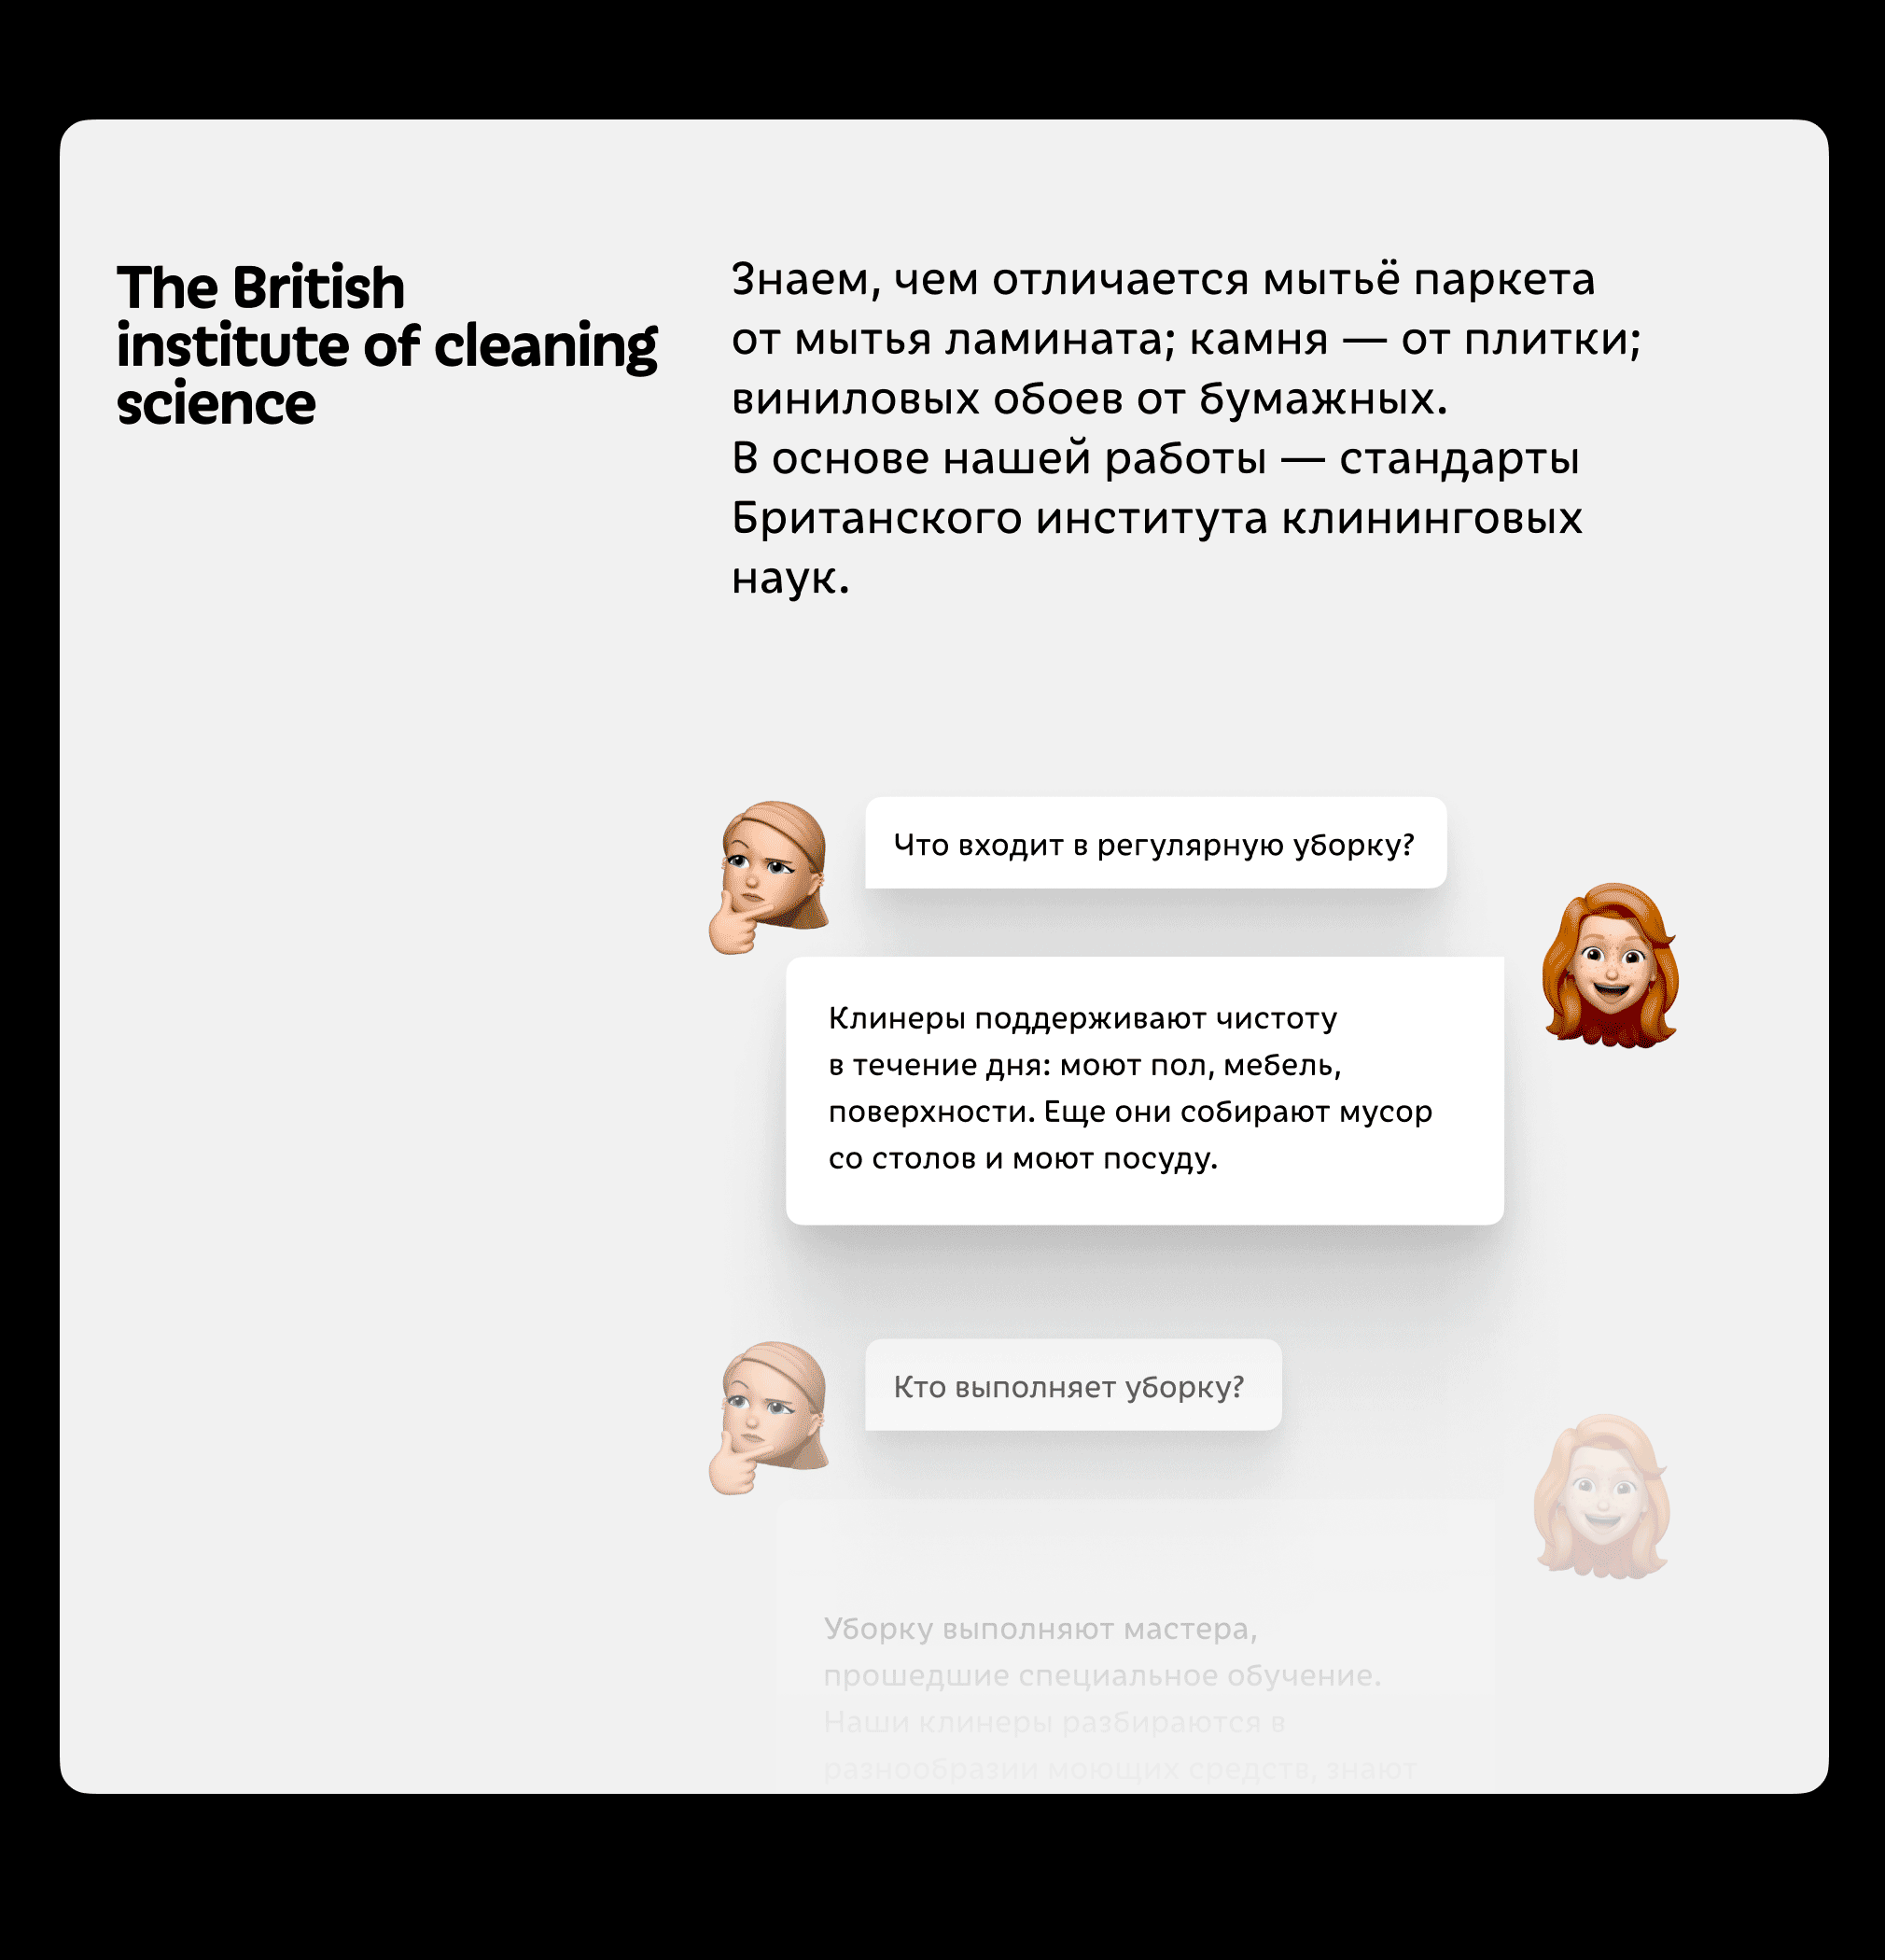 The British
institute of cleaning
science
Знаем, чем отличается мытьё паркета
от мытья ламината; камня — от плитки;
виниловых обоев от бумажных.
В основе нашей работы — стандарты
Британского института клининговых
наук.
Что входит в регулярную уборку?
Клинеры поддерживают чистоту
в течение дня: моют пол, мебель,
поверхности. Еще они собирают мусор
со столов и моют посуду.
Кто выполняет уборку?
Уборку выполняют мастера,
прошедшие специальное обучение.
Наши клинеры разбираются в
разнообразии моющих средств, знают